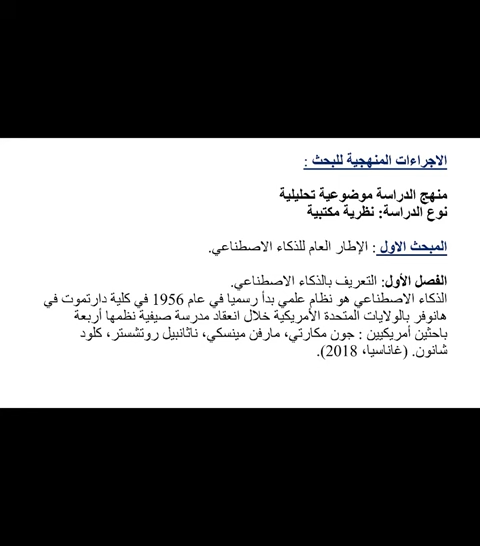 الاجراءات المنهجية للبحث :
منهج الدراسة موضوعية تحليلية
نوع الدراسة: نظرية مكتبية
المبحث الاول : الإطار العام للذكاء الاصطناعي.
الفصل الأول: التعريف بالذكاء الاصطناعي.
الذكاء الاصطناعي هو نظام علمي بدأ رسميا في عام 1956 في كلية دارتموت في
هانوفر بالولايات المتحدة الأمريكية خلال انعقاد مدرسة صيفية نظمها أربعة
باحثين أمريكيين : جون مكارتي، مارفن مينسكي، ناثانييل روتشستر، كلود
شانون. (غاناسيا، 2018).